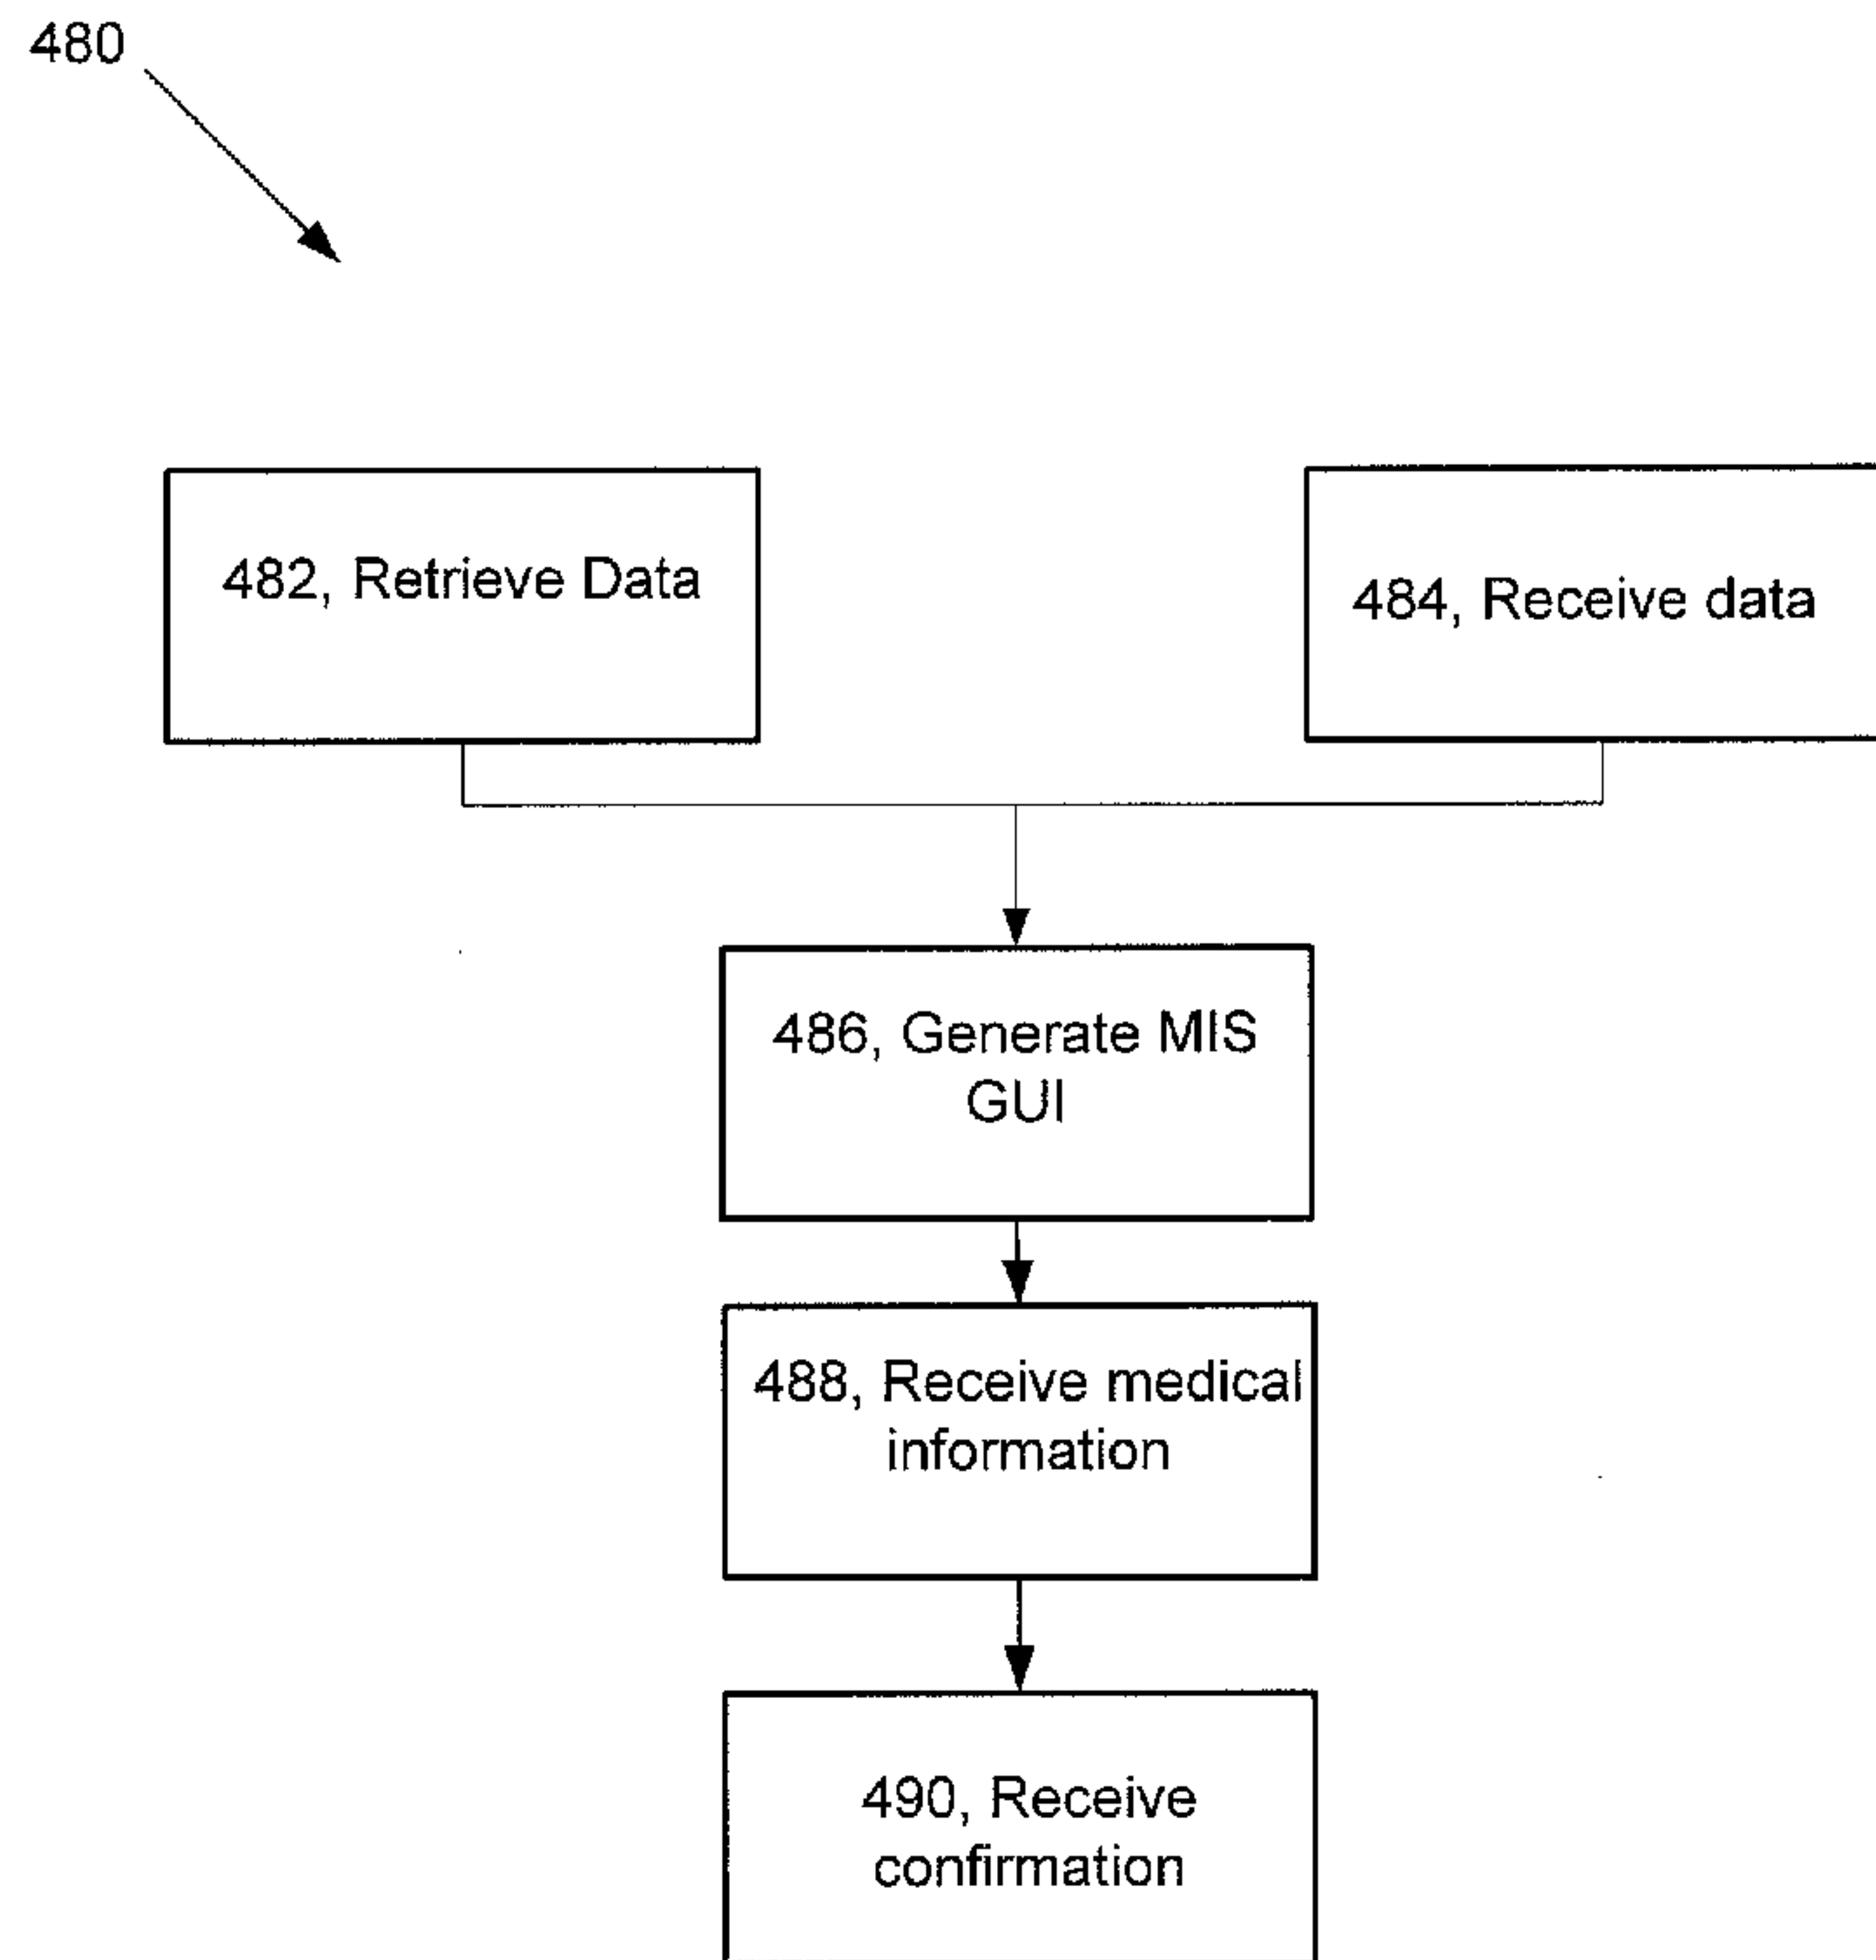 480
482, Retrieve Data
484, Receive data
486, Generate MIS
GUI
488, Receive medical
information
490, Receive
confirmation